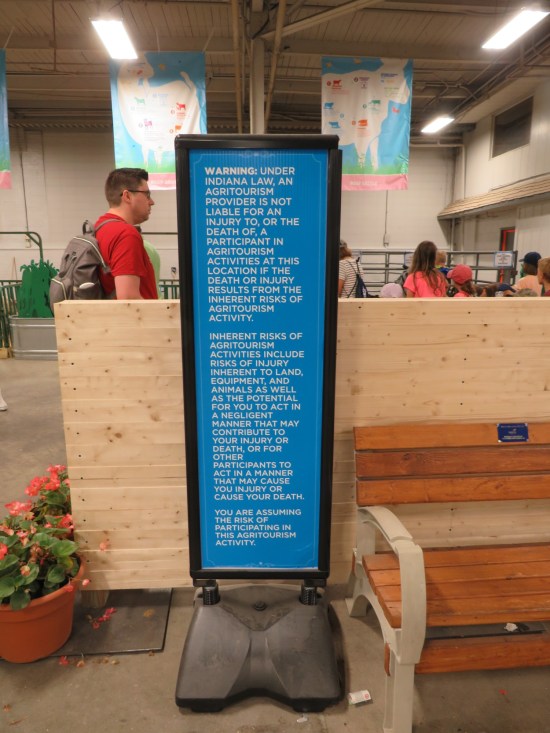 WARNING: UNDER
INDIANA LAW, AN
AGRITOURISM
PROVIDER IS NOT
LIABLE FOR AN
INJURY TO, OR THE
DEATH OF, A
PARTICIPANT IN
AGRITOURISM
ACTIVITIES AT THIS
LOCATION IF THE
DEATH OR INJURY
RESULTS FROM THE
INHERENT RISKS OF
AGRITOURISM
ACTIVITY.
INHERENT RISKS OF
AGRITOURISM
ACTIVITIES INCLUDE
RISKS OF INJURY
INHERENT TO LAND,
EQUIPMENT, AND
ANIMALS AS WELL
AS THE POTENTIAL
FOR YOU TO ACT IN
A NEGLIGENT
MANNER THAT MAY
CONTRIBUTE TO
YOUR INJURY OR
DEATH, OR FOR
OTHER
PARTICIPANTS TO
ACT IN A MANNER
THAT MAY CAUSE
YOU INJURY OR
CAUSE YOUR DEATH.
YOU ARE ASSUMING
THE RISK OF
PARTICIPATING IN
THIS AGRITOURISM
ACTIVITY.